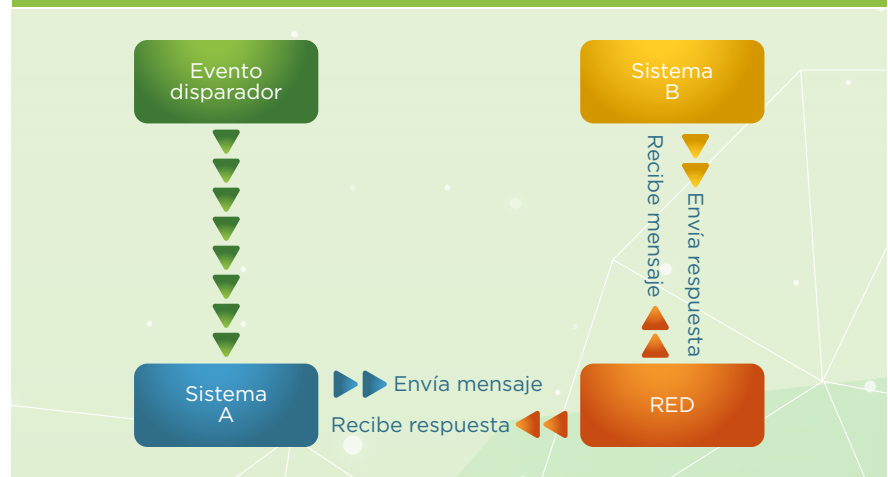 Evento
disparador
Sistema
B
Recibe mensaje
Envía respuesta
Sistema
A
Envía mensaje
Recibe respuesta
RED